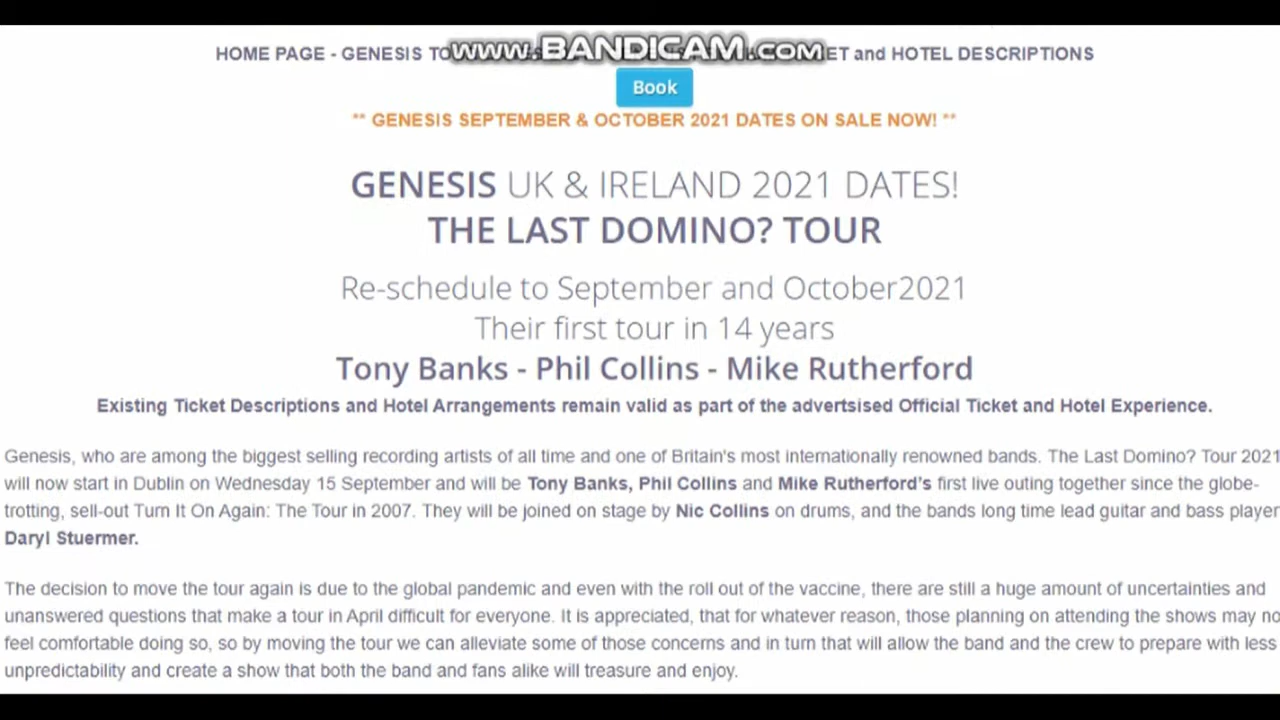 www.BANDICAM.com
HOME PAGE - GENESIS TO ET and HOTEL DESCRIPTIONS
Book
** GENESIS SEPTEMBER & OCTOBER 2021 DATES ON SALE NOW! **
GENESIS UK & IRELAND 2021 DATES!
THE LAST DOMINO? TOUR
Re-schedule to September and October2021
Their first tour in 14 years
Tony Banks - Phil Collins - Mike Rutherford
Existing Ticket Descriptions and Hotel Arrangements remain valid as part of the advertsised Official Ticket and Hotel Experience.
Genesis, who are among the biggest selling recording artists of all time and one of Britain's most internationally renowned bands. The Last Domino? Tour 2021
will now start in Dublin on Wednesday 15 September and will be Tony Banks, Phil Collins and Mike Rutherford's first live outing together since the globe-
trotting, sell-out Turn It On Again: The Tour in 2007. They will be joined on stage by Nic Collins on drums, and the bands long time lead guitar and bass player
Daryl Stuermer.
The decision to move the tour again is due to the global pandemic and even with the roll out of the vaccine, there are still a huge amount of uncertainties and
unanswered questions that make a tour in April difficult for everyone. It is appreciated, that for whatever reason, those planning on attending the shows may no
feel comfortable doing so, so by moving the tour we can alleviate some of those concerns and in turn that will allow the band and the crew to prepare with less
unpredictability and create a show that both the band and fans alike will treasure and enjoy.